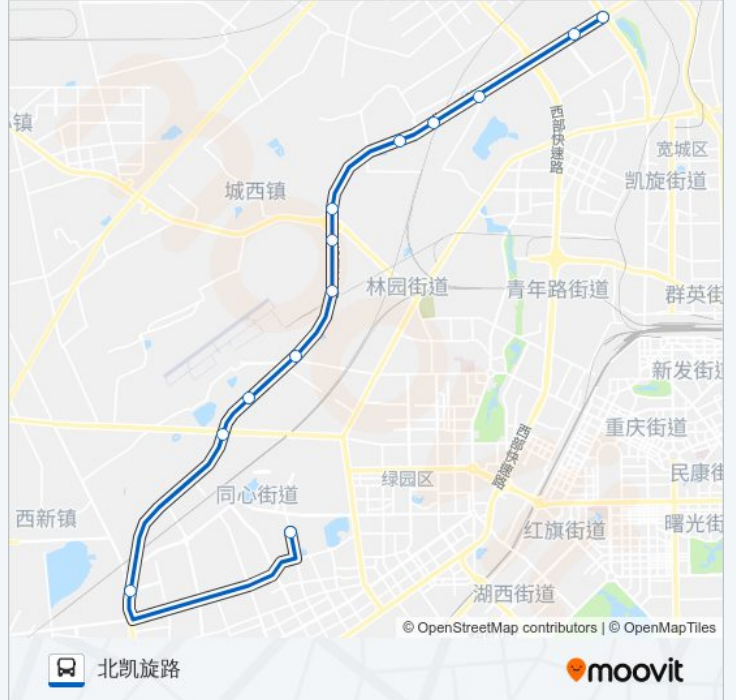 小镇
西部快速路
宽城区
凯旋街道
城西镇
林园街道
青年路街道
群英街
新发街道
重庆街道
西部快速路
绿园区
民康街
同心街道
西新镇
红旗街道
曙光街
湖西街道
© OpenStreetMap contributors | © OpenMapTiles
北凯旋路
moovit